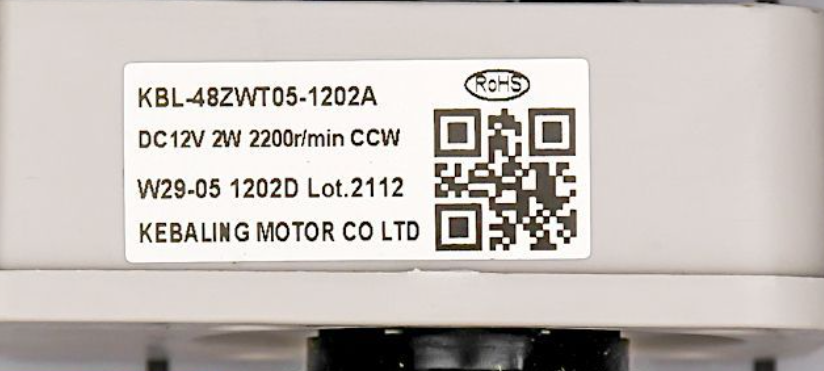 RoHS
KBL-48ZWT05-1202A
DC12V 2W 2200r/min CCW
W29-05 1202D Lot.2112
KEBALING MOTOR CO LTD